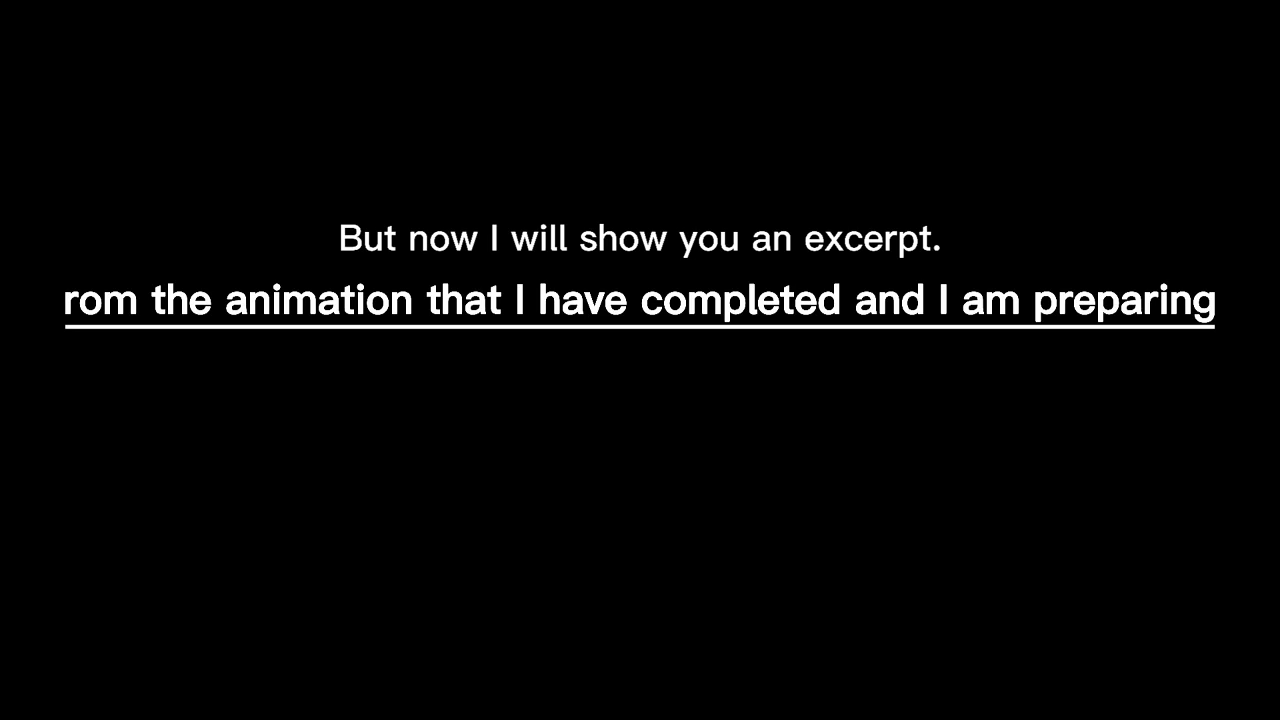 But now I will show you an excerpt.
rom the animation that I have completed and I am preparing